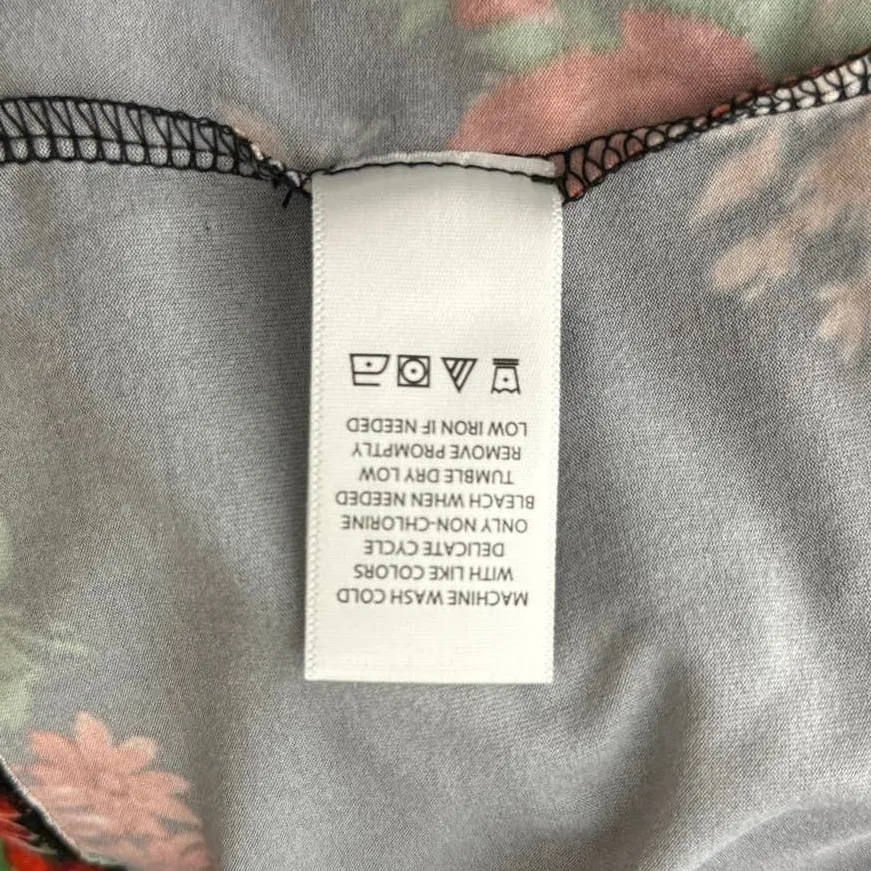 MACHINE WASH COLD
WITH LIKE COLORS
DELICATE CYCLE
ONLY NON-CHLORINE
BLEACH WHEN NEEDED
TUMBLE DRY LOW
REMOVE PROMPTLY
LOW IRON IF NEEDED